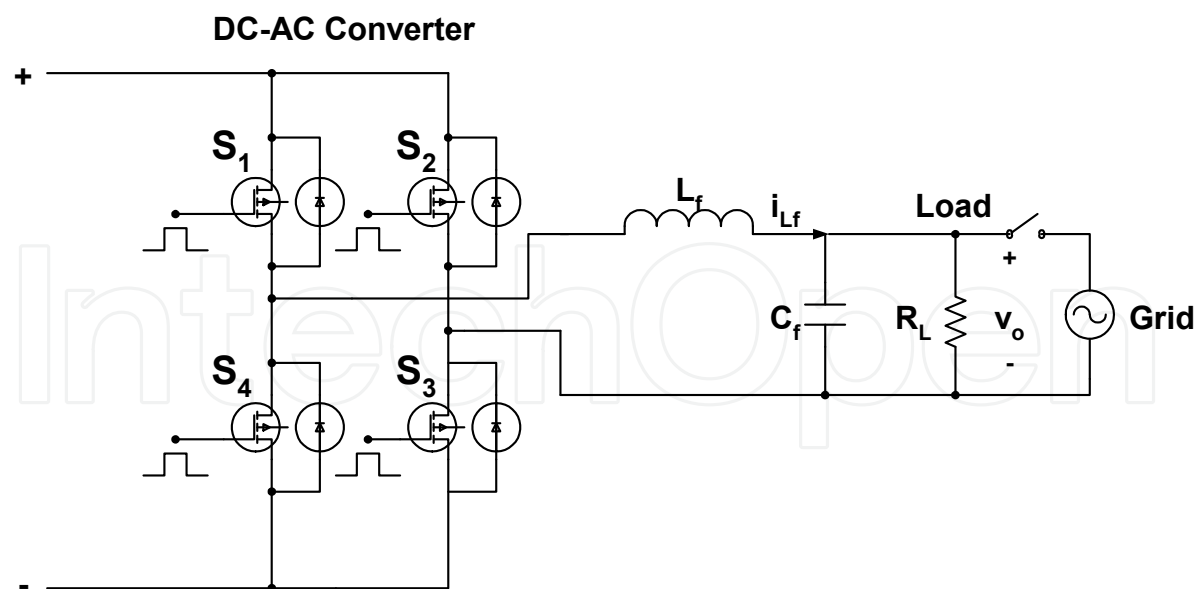 DC-AC Converter
+
S1
S2
Lf
iLf
Load
+
Cf
RL
vo
Grid
-
S4
S3
-
IntechOpen